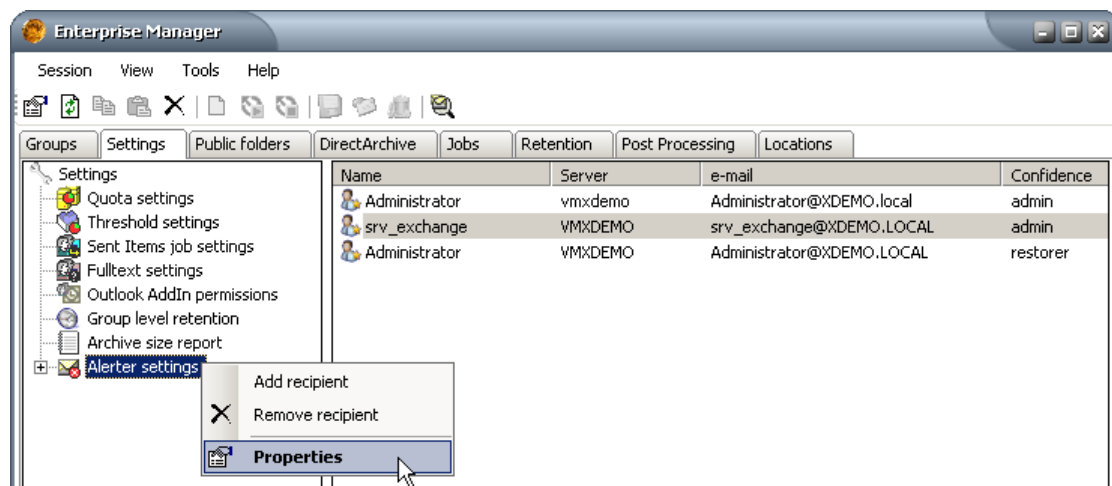 Enterprise Manager
Session View Tools Help
Groups Settings Public folders DirectArchive Jobs Retention Post Processing Locations
Settings
Quota settings
Threshold settings
Sent Items job settings
Fulltext settings
Outlook AddIn permissions
Group level retention
Archive size report
Alerter settings
Name Server e-mail Confidence
Administrator vmxdemo Administrator@XDEMO.local admin
srv_exchange VMXDEMO srv_exchange@XDEMO.LOCAL admin
Administrator VMXDEMO Administrator@XDEMO.LOCAL restorer
Add recipient
Remove recipient
Properties